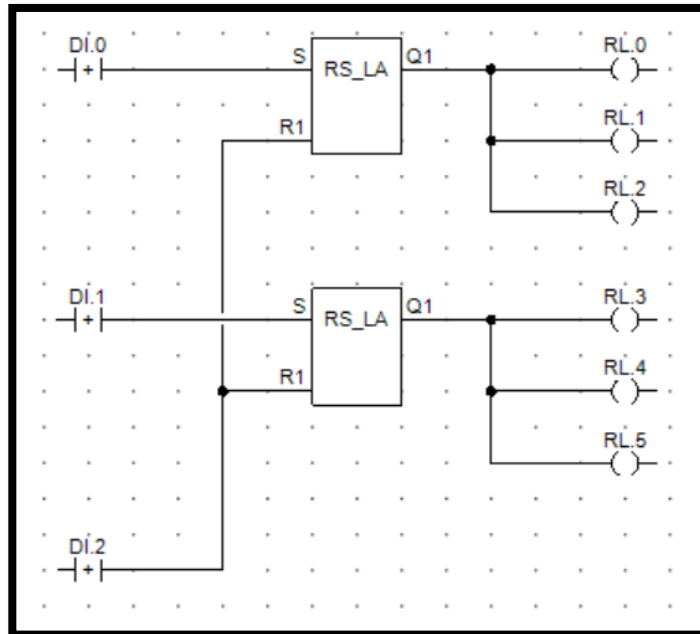 DI.0
S RS_LA Q1
RL.0
R1
RL.1
RL.2
DI.1
S RS_LA Q1
RL.3
R1
RL.4
RL.5
DI.2